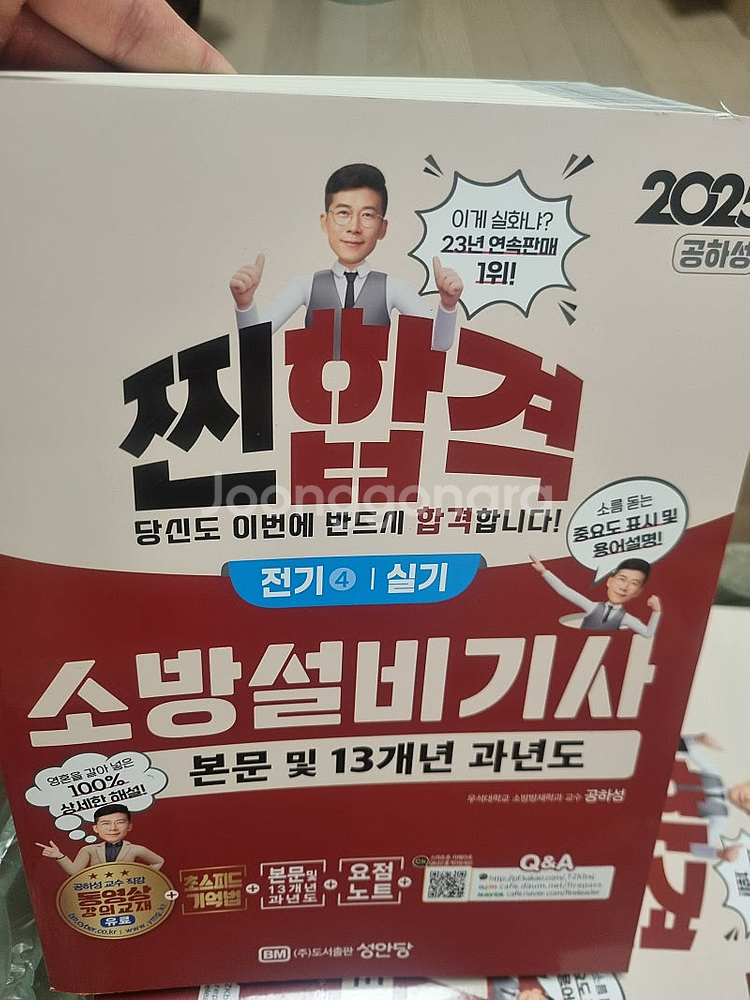 2025
공하성
이게 실화냐?
23년 연속판매
1위!
찐합격
Joonggongra
당신도 이번에 반드시 합격합니다!
소름 돋는
중요도 표시 및
용어설명!
전기④ | 실기
소방설비기사
본문 및 13개년 과년도
우석대학교 소방방재학과 교수 공하성
영혼을 갈아 넣은
100%
상세한 해설!
공하성 교수 직강
동영상
강의교재
유료
초스피드
기억법
+
본문 및
13개년
과년도
+
요점
노트
+
Q&A
BM (주)도서출판 성안당
합격